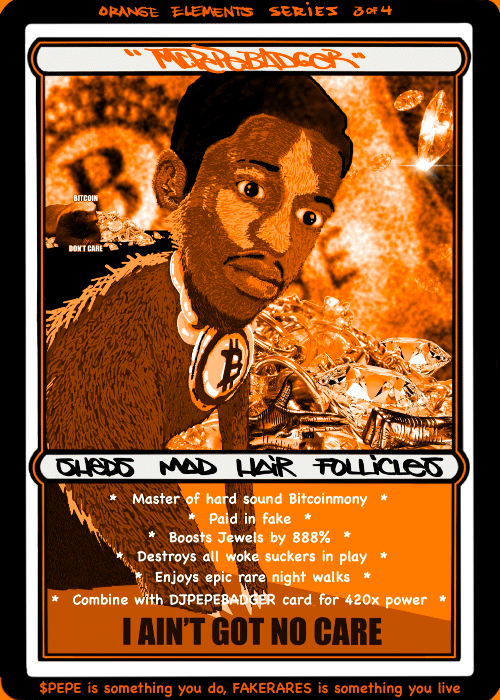 ORANGE ELEMENTS SERIES 3 OF 4
"MCPEPEBADGER"
BITCOIN
DON'T CARE
SHEDS MAD HAIR FOLLICLES
* Master of hard sound Bitcoinmony *
* Paid in fake *
* Boosts Jewels by 888% *
* Destroys all woke suckers in play *
* Enjoys epic rare night walks *
* Combine with DJPEPEBADGER card for 420x power *
I AIN'T GOT NO CARE
$PEPE is something you do, FAKERARES is something you live